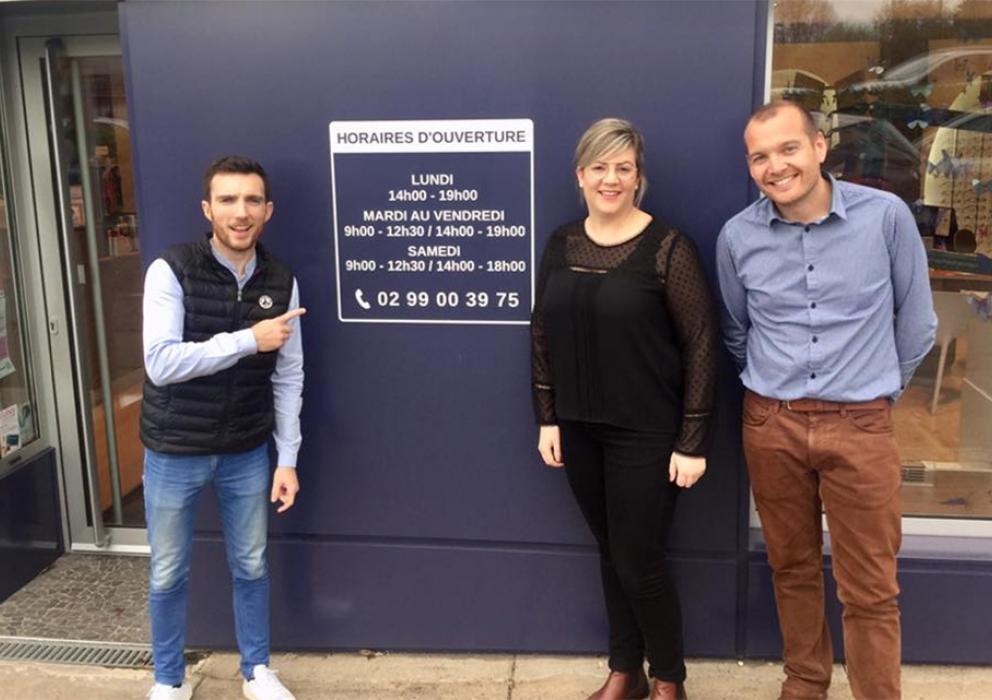 HORAIRES D'OUVERTURE
LUNDI
14h00 - 19h00
MARDI AU VENDREDI
9h00 - 12h30 / 14h00 - 19h00
SAMEDI
9h00 - 12h30 / 14h00 - 18h00
02 99 00 39 75